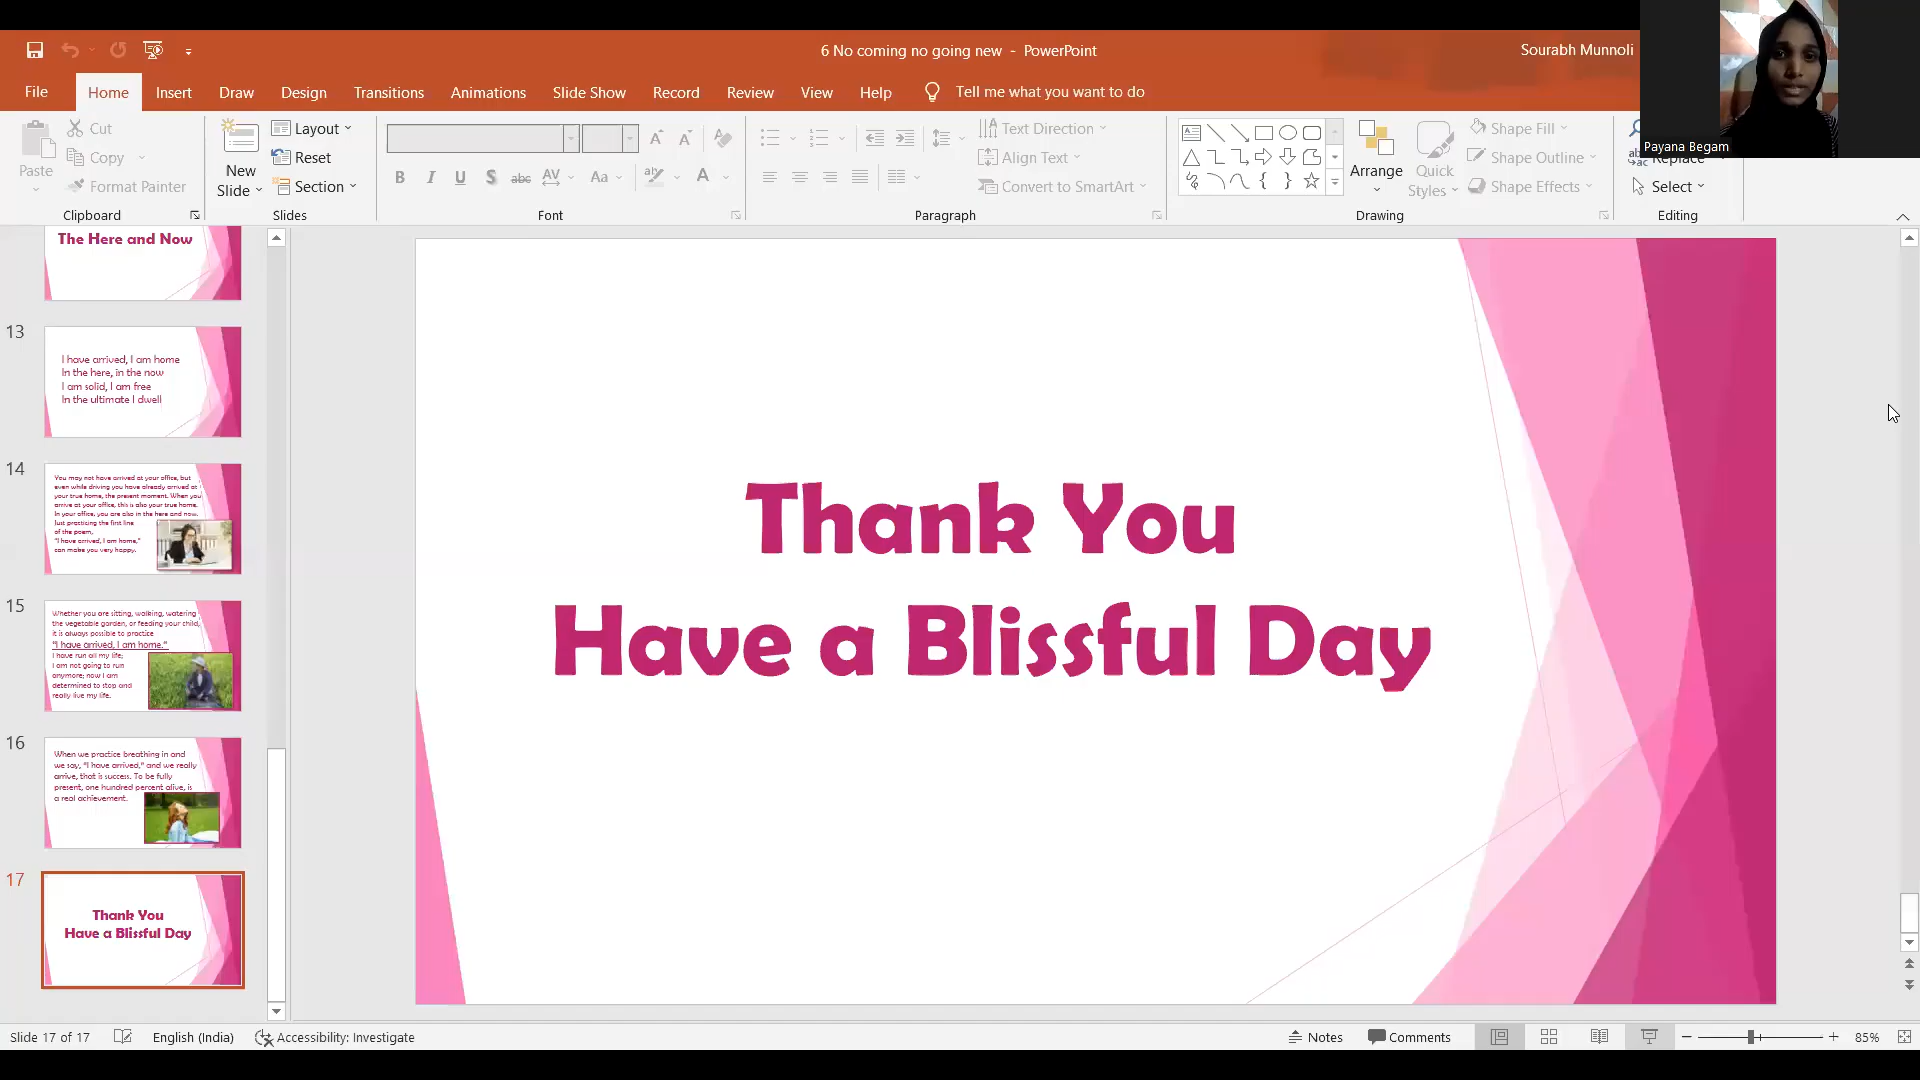 6 No coming no going new - PowerPoint
Sourabh Munnoli
Payana Begam
File
Home
Insert
Draw
Design
Transitions
Animations
Slide Show
Record
Review
View
Help
Tell me what you want to do
Paste
Cut
Copy
Format Painter
Clipboard
New
Slide
Layout
Reset
Section
Slides
B
I
U
S
abc
AV
Aa
A
Font
Text Direction
Align Text
Convert to SmartArt
Paragraph
Arrange
Quick
Styles
Shape Fill
Shape Outline
Shape Effects
Drawing
Replace
Select
Editing
The Here and Now
13
I have arrived, I am home
In the here, in the now
I am solid, I am free
In the ultimate I dwell
14
You may not have arrived at your office, but
even while driving you have already arrived at
your true home, the present moment. When you
arrive at your office, this is also your true home.
In your office, you are also in the here and now.
Just practicing the first line
of the poem,
"I have arrived, I am home,"
can make you very happy.
15
Whether you are sitting, walking, watering
the vegetable garden, or feeding your child,
it is always possible to practice
"I have arrived, I am home."
I have run all my life;
I am not going to run
anymore; now I am
determined to stop and
really live my life.
16
When we practice breathing in and
we say, "I have arrived," and we really
arrive, that is success. To be fully
present, one hundred percent alive, is
a real achievement.
17
Thank You
Have a Blissful Day
Thank You
Have a Blissful Day
Slide 17 of 17
English (India)
Accessibility: Investigate
Notes
Comments
85%